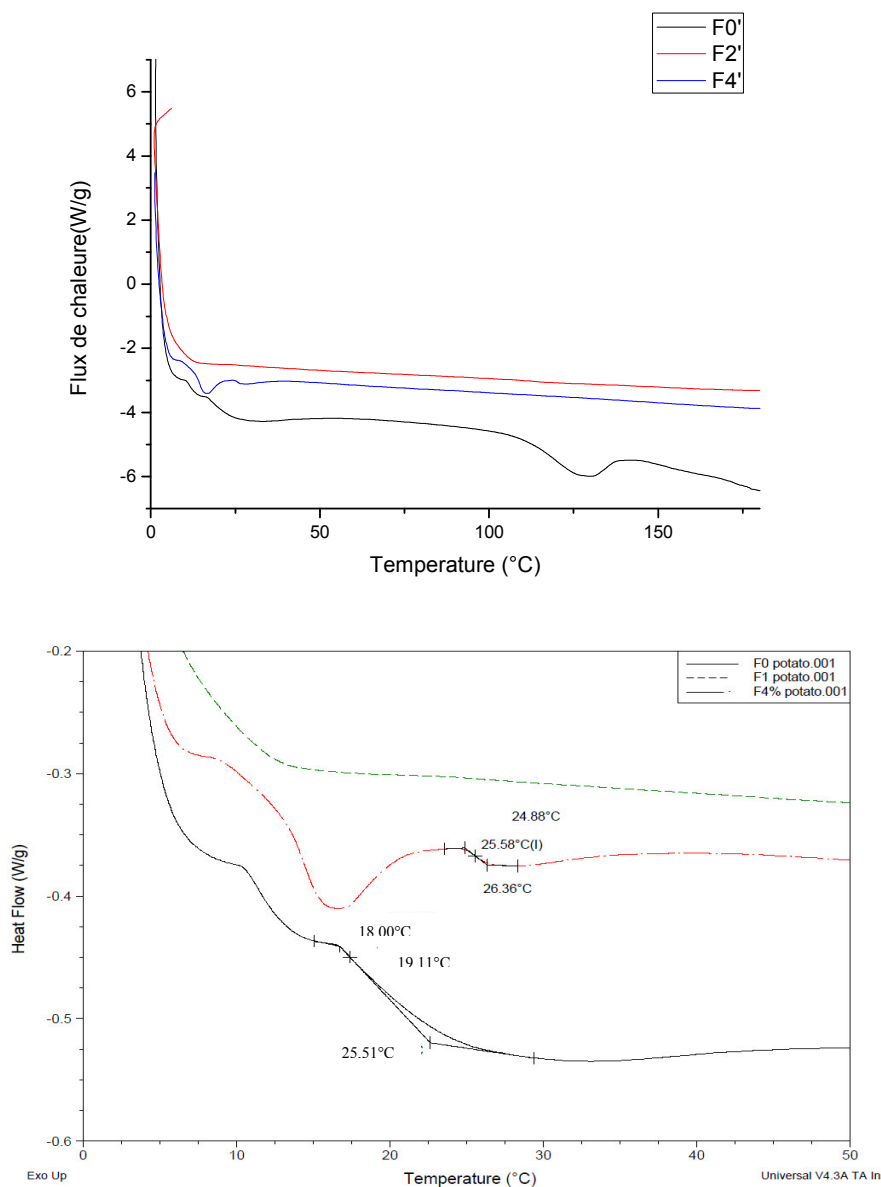 F0'
F2'
F4'
6
4
2
0
-2
-4
-6
Flux de chaleure(W/g)
0
50
100
150
Temperature (°C)
-0.2
-0.3
-0.4
-0.5
-0.6
Heat Flow (W/g)
F0 potato.001
F1 potato.001
F4% potato.001
24.88°C
25.58°C(I)
26.36°C
18.00°C
19.11°C
25.51°C
0
10
20
30
40
50
Exo Up
Temperature (°C)
Universal V4.3A TA In